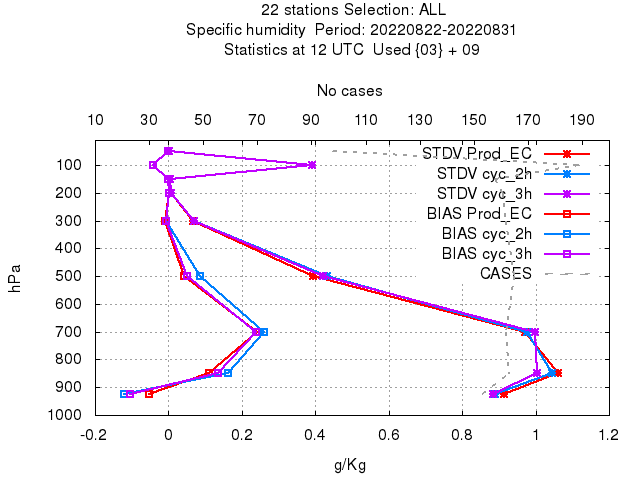 22 stations Selection: ALL
Specific humidity  Period: 20220822-20220831
Statistics at 12 UTC  Used {03} + 09
No cases
10 30 50 70 90 110 130 150 170 190
STDV Prod_EC
STDV cyc_2h
STDV cyc_3h
BIAS Prod_EC
BIAS cyc_2h
BIAS cyc_3h
CASES
100
200
300
400
500
600
700
800
900
1000
hPa
-0.2 0 0.2 0.4 0.6 0.8 1 1.2
g/Kg